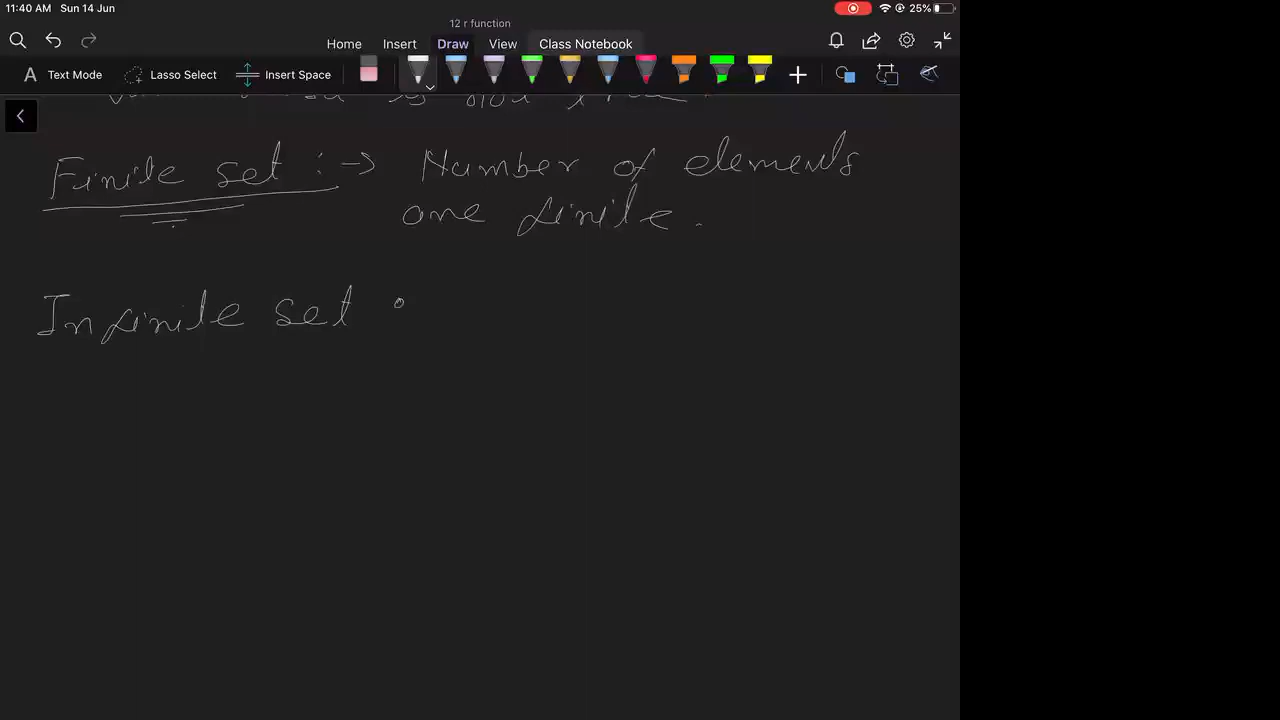 11:40 AM Sun 14 Jun
25%
12 r function
Home Insert Draw View Class Notebook
A Text Mode Lasso Select Insert Space
Finite set :→ Number of elements
are finite.
Infinite set